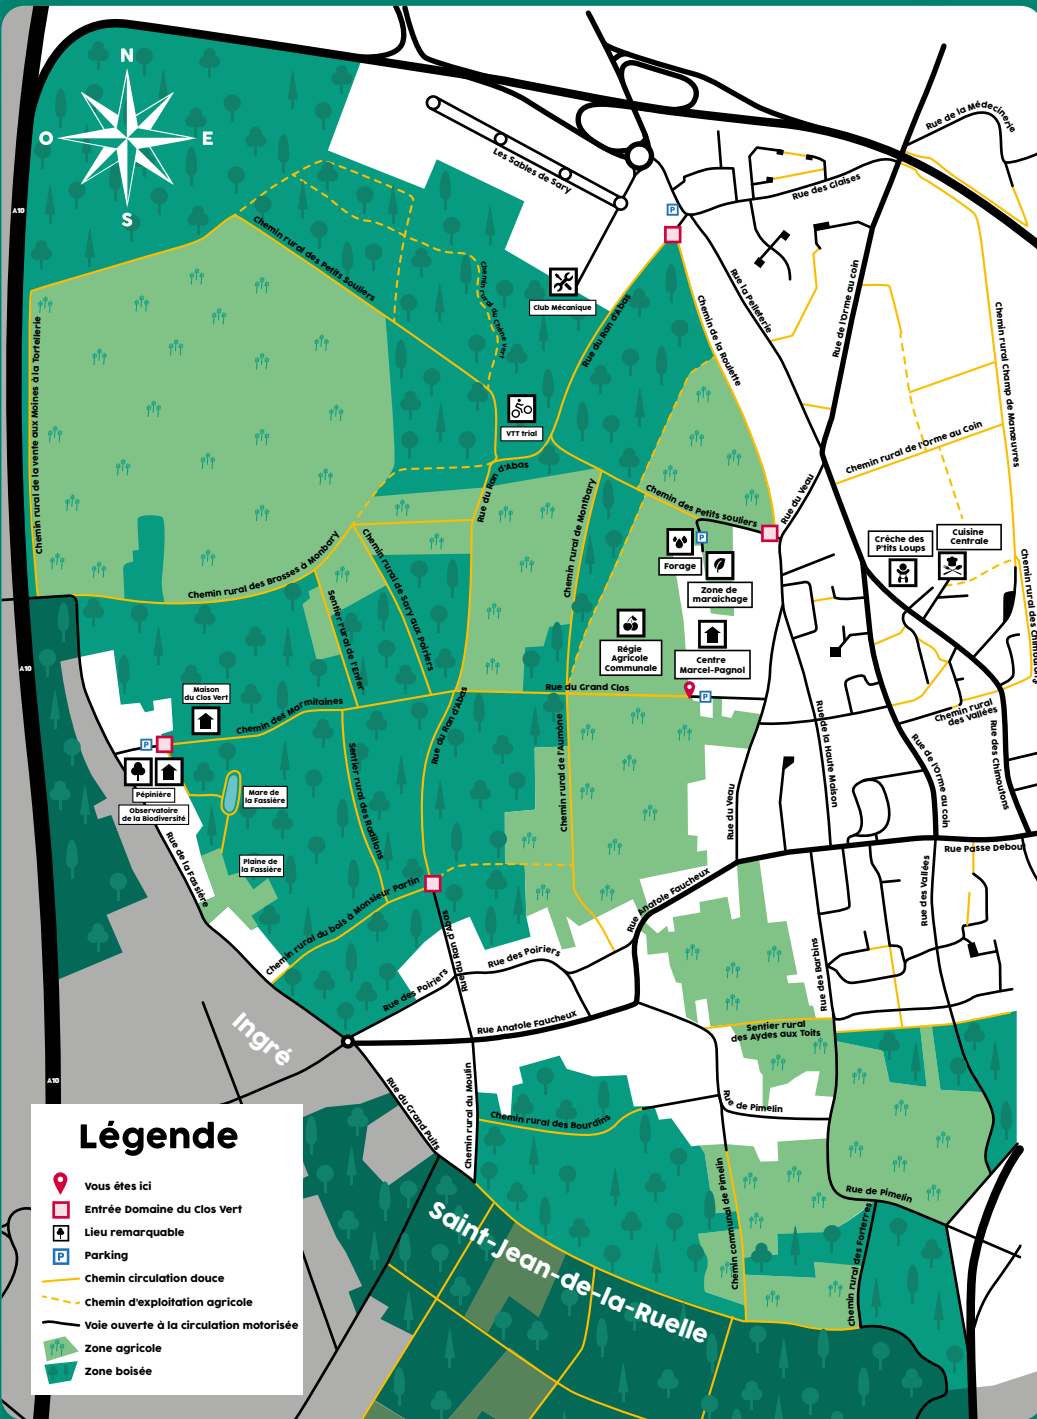 N
O
E
S
A10
A10
A10
Les Sables de Sary
P
Rue des Glaises
Rue de la Médecinerie
Chemin rural des Petits Souliers
Chemin rural du Chêne Vert
Club Mécanique
Rue du Ran d'Abas
Rue la Pelleterie
Chemin de la Roulette
Rue de l'Orme au coin
Chemin rural Champ de Manœuvres
Chemin rural de la vente aux Moines à la Tortellerie
VTT trial
Rue du Ran d'Abas
Chemin rural de l'Orme au Coin
Rue du Veau
Chemin des Petits souliers
Chemin rural de Montbary
P
Forage
Zone de
maraîchage
Crèche des
P'tits Loups
Cuisine
Centrale
Chemin rural des Chimoutons
Chemin rural des Brosses à Monbary
Chemin rural de Sary aux Poiriers
Sentier rural de l'Enfer
Régie
Agricole
Communale
Centre
Marcel-Pagnol
Rue du Grand Clos
P
Maison
du Clos Vert
Chemin des Marmitaines
Rue du Ran d'Abas
Chemin rural
des Vallées
Rue des Chimoutons
Rue de la Haute Maison
Rue de l'Orme au coin
P
Pépinière
Observatoire
de la Biodiversité
Mare de
la Fassière
Plaine de
la Fassière
Rue de la Fassière
Sentier rural des Radillons
Chemin rural de l'Aumône
Rue du Veau
Rue Passe Debout
Rue des Vallées
Chemin rural du bois à Monsieur Partin
Rue du Ran d'Abas
Rue des Poiriers
Rue des Poiriers
Rue Anatole Faucheux
Rue Anatole Faucheux
Rue des Barbins
Sentier rural
des Aydes aux Toits
Ingré
Rue du Grand Puits
Chemin rural du Moulin
Chemin rural des Bourdins
Rue de Pimelin
Chemin communal de Pimelin
Rue de Pimelin
Chemin rural des Forterres
Saint-Jean-de-la-Ruelle
Légende
Vous êtes ici
Entrée Domaine du Clos Vert
Lieu remarquable
P
Parking
Chemin circulation douce
Chemin d'exploitation agricole
Voie ouverte à la circulation motorisée
Zone agricole
Zone boisée